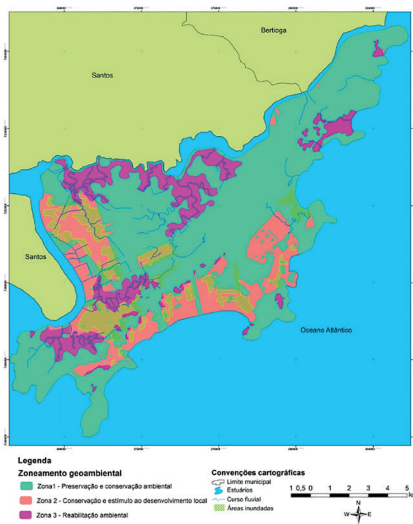 Bertioga
Santos
Santos
Oceano Atlântico
Legenda
Zoneamento geoambiental
Zona1 - Preservação e conservação ambiental
Zona 2 - Conservação e estímulo ao desenvolvimento local
Zona 3 - Reabilitação ambiental
Convenções cartográficas
Limite municipal
Estuários
Curso fluvial
Áreas inundadas
1 0,5 0 1 2 3 4 5
N
W E
S